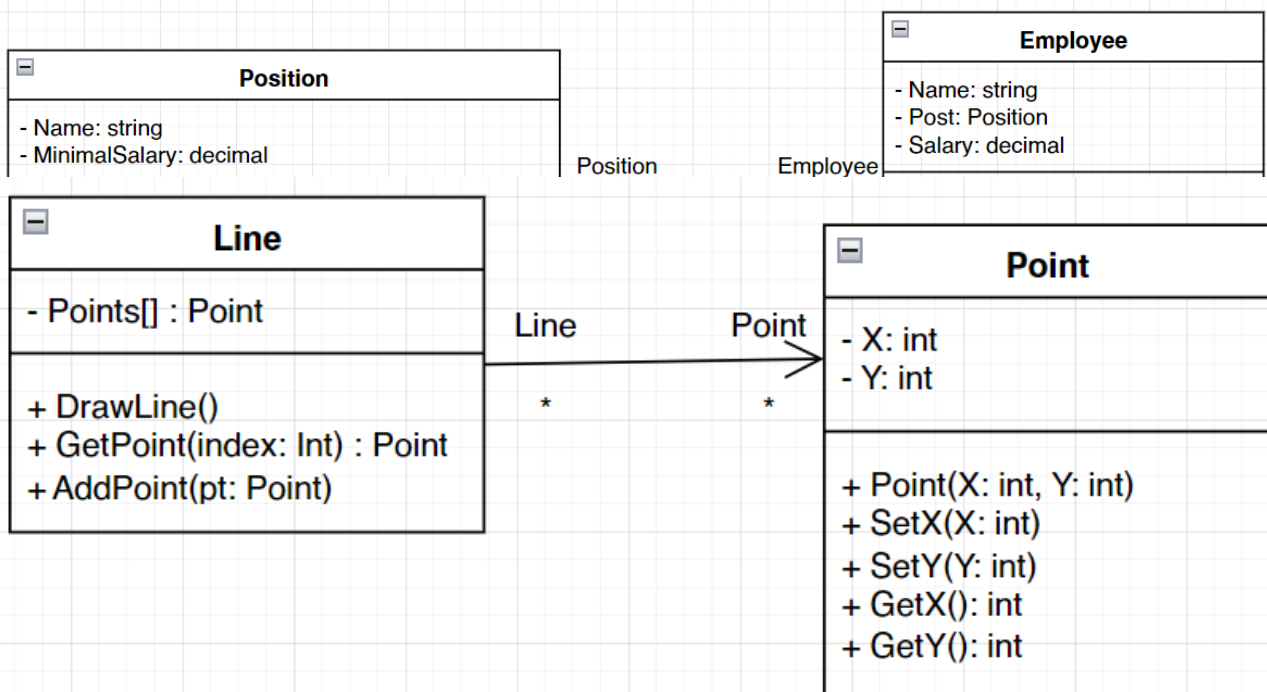 Position
- Name: string
- MinimalSalary: decimal
Position
Employee
Employee
- Name: string
- Post: Position
- Salary: decimal
Line
- Points[] : Point
+ DrawLine()
+ GetPoint(index: Int) : Point
+ AddPoint(pt: Point)
Line
Point
*
*
Point
- X: int
- Y: int
+ Point(X: int, Y: int)
+ SetX(X: int)
+ SetY(Y: int)
+ GetX(): int
+ GetY(): int